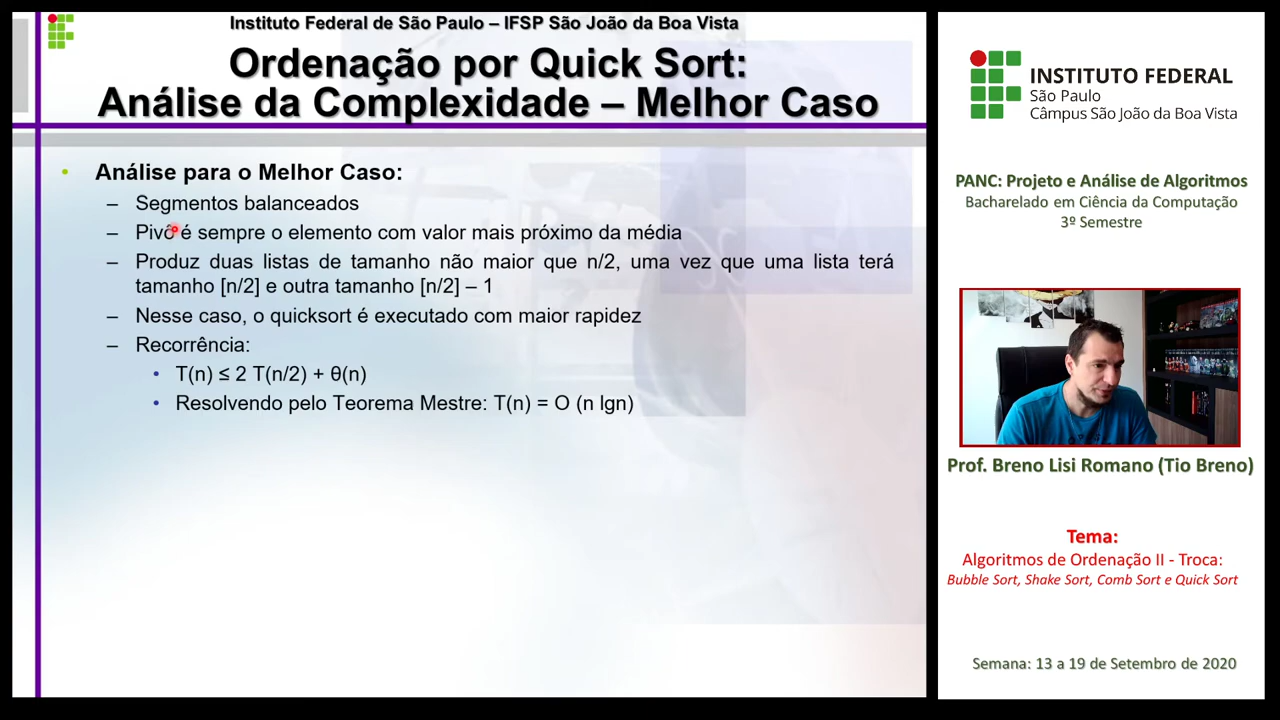 Instituto Federal de São Paulo – IFSP São João da Boa Vista
Ordenação por Quick Sort:
Análise da Complexidade – Melhor Caso
• Análise para o Melhor Caso:
– Segmentos balanceados
– Pivô é sempre o elemento com valor mais próximo da média
– Produz duas listas de tamanho não maior que n/2, uma vez que uma lista terá
tamanho [n/2] e outra tamanho [n/2] – 1
– Nesse caso, o quicksort é executado com maior rapidez
– Recorrência:
• T(n) ≤ 2 T(n/2) + θ(n)
• Resolvendo pelo Teorema Mestre: T(n) = O (n lgn)
INSTITUTO FEDERAL
São Paulo
Câmpus São João da Boa Vista
PANC: Projeto e Análise de Algoritmos
Bacharelado em Ciência da Computação
3º Semestre
Prof. Breno Lisi Romano (Tio Breno)
Tema:
Algoritmos de Ordenação II - Troca:
Bubble Sort, Shake Sort, Comb Sort e Quick Sort
Semana: 13 a 19 de Setembro de 2020